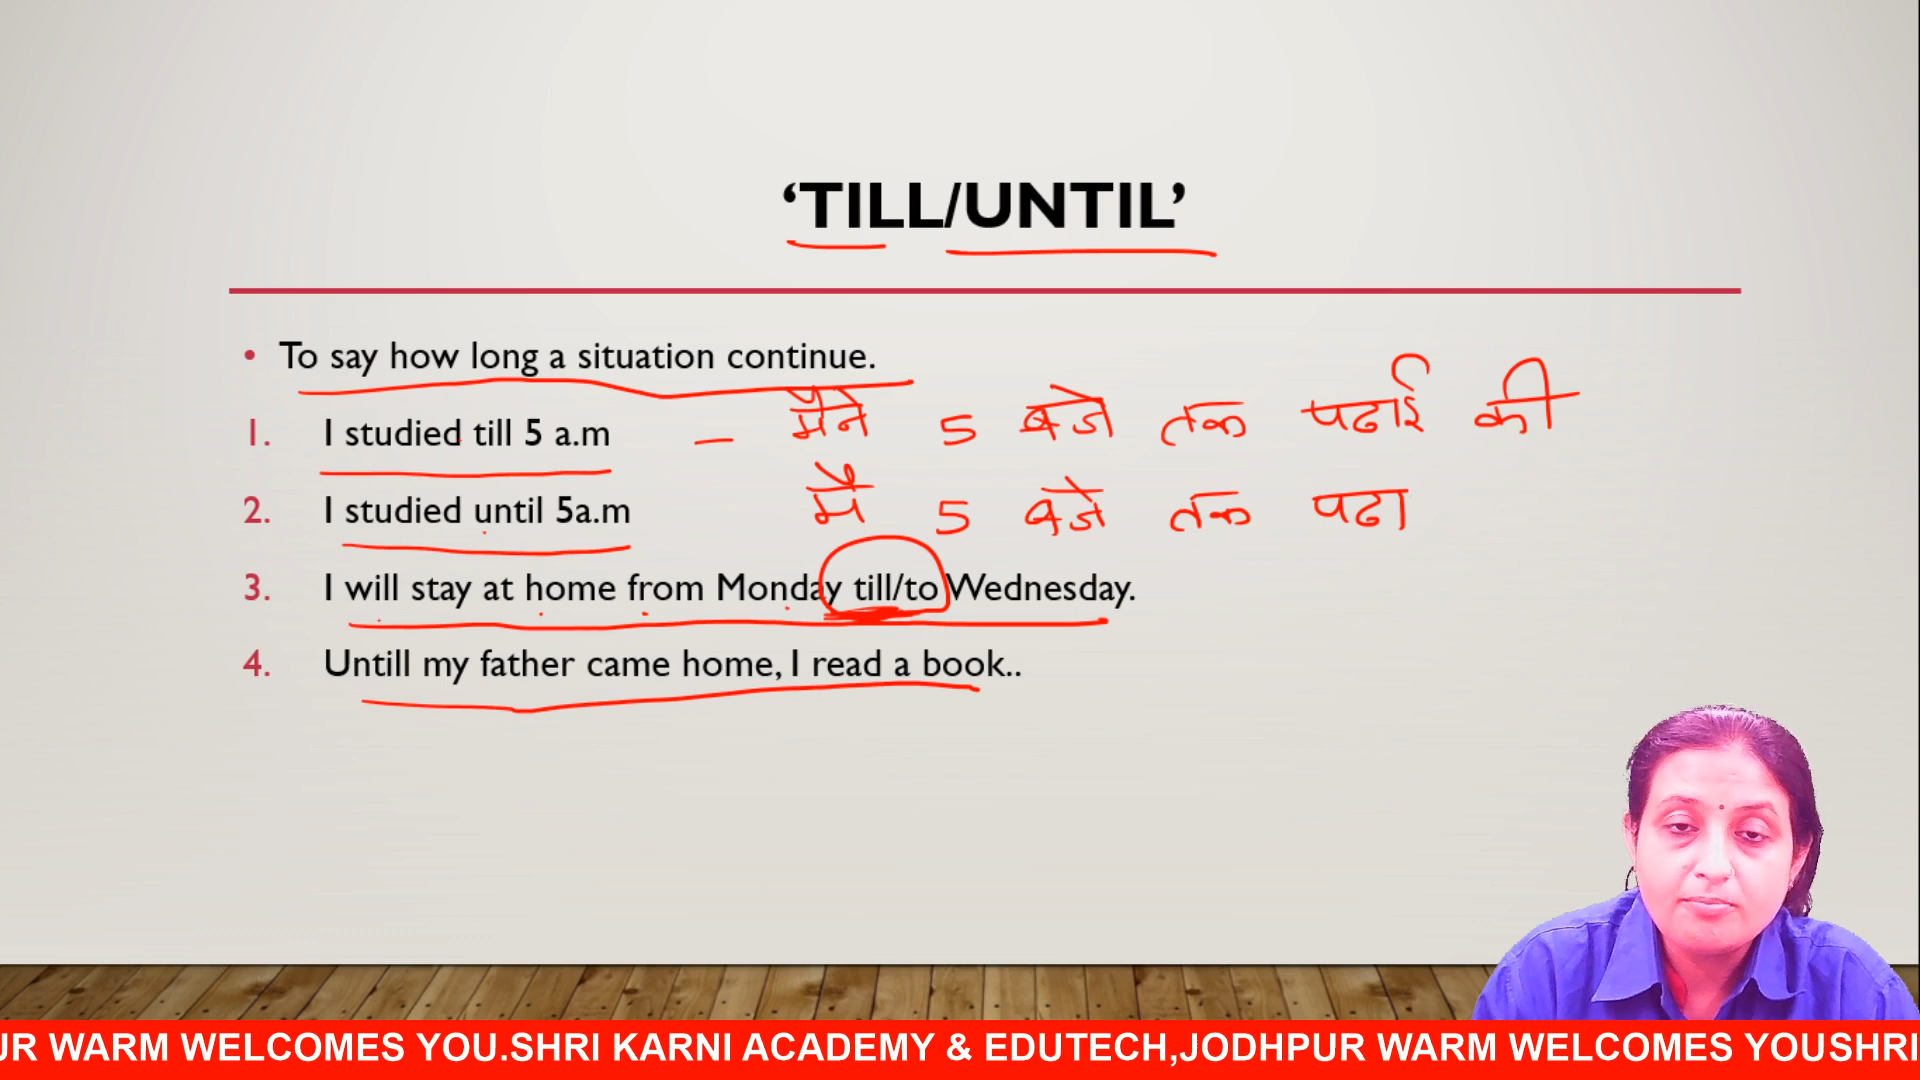 ‘TILL/UNTIL’
• To say how long a situation continue.
1. I studied till 5 a.m – मैने 5 बजे तक पढाई की
2. I studied until 5a.m मै 5 बजे तक पढा
3. I will stay at home from Monday till/to Wednesday.
4. Untill my father came home, I read a book..
UR WARM WELCOMES YOU.SHRI KARNI ACADEMY & EDUTECH,JODHPUR WARM WELCOMES YOUSHRI